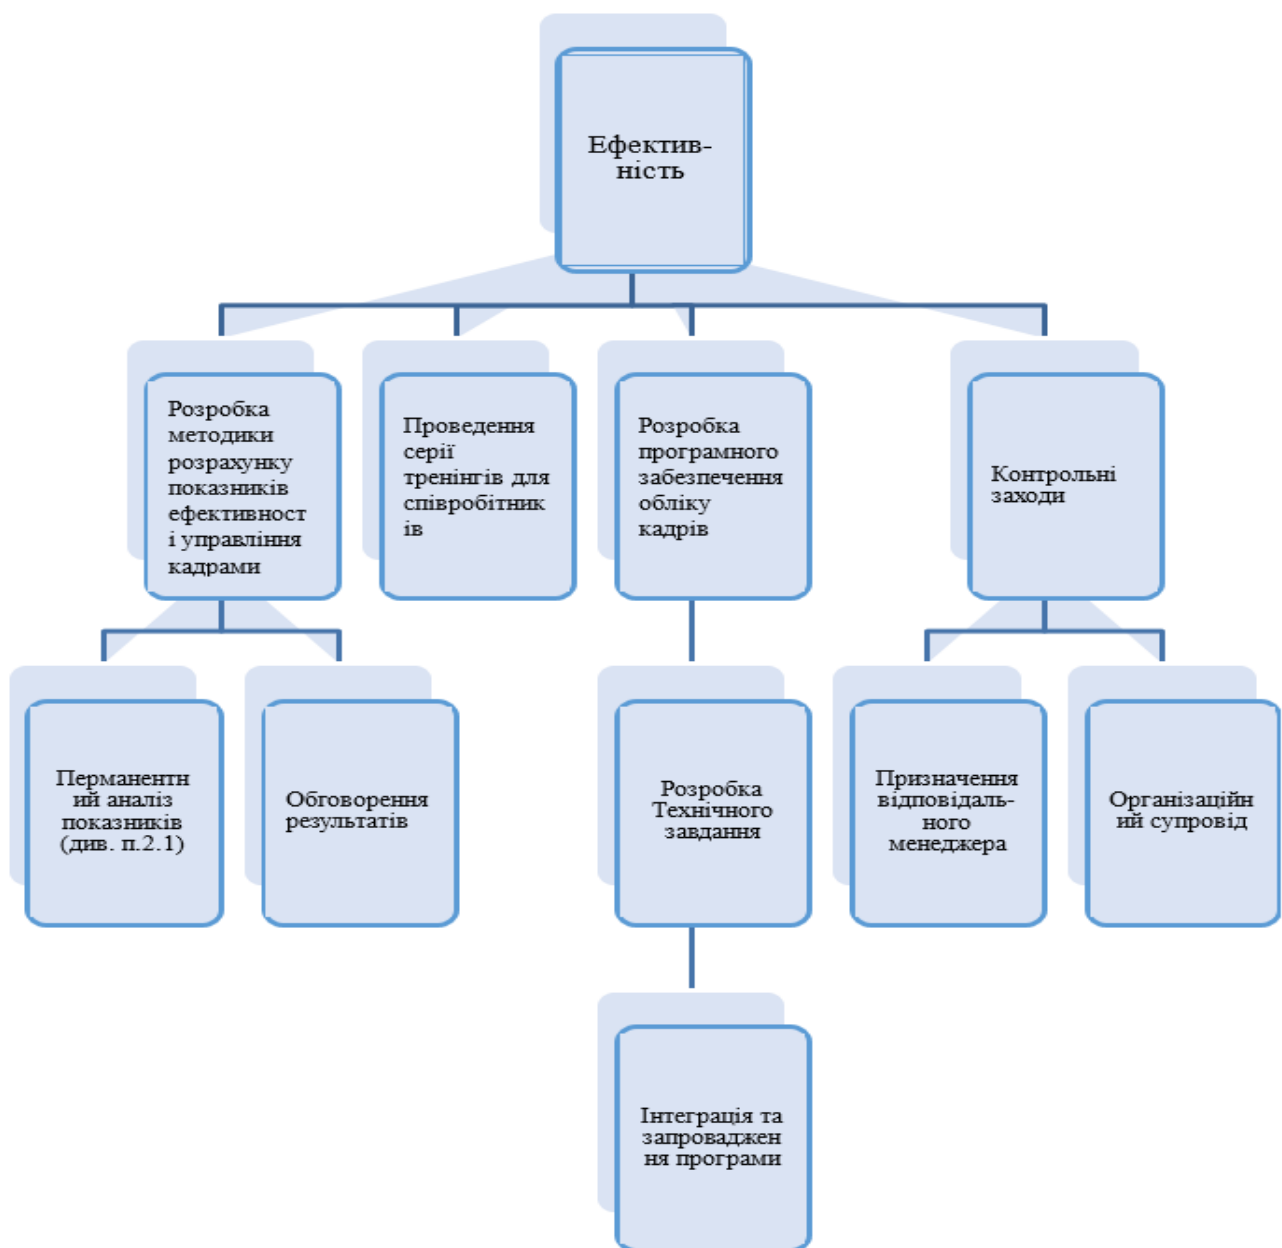 Ефектив-
ність
Розробка
методики
розрахунку
показників
ефективност
і управління
кадрами
Проведення
серії
тренінгів для
співробітник
ів
Розробка
програмного
забезпечення
обліку
кадрів
Контрольні
заходи
Перманентн
ий аналіз
показників
(див. п.2.1)
Обговорення
результатів
Розробка
Технічного
завдання
Призначення
відповідаль-
ного
менеджера
Організаційн
ий супровід
Інтеграція та
запроваджен
ня програми